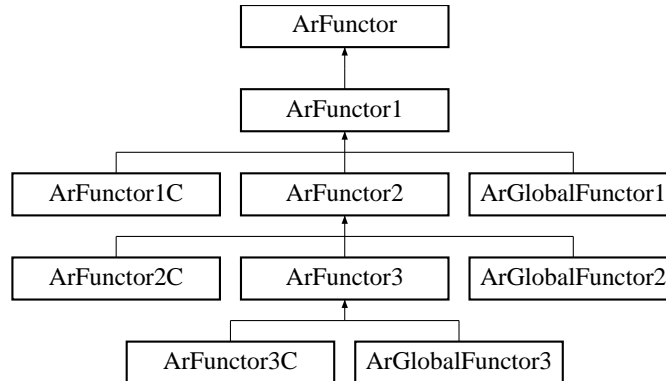 ArFunctor
ArFunctor1
ArFunctor1C
ArFunctor2
ArGlobalFunctor1
ArFunctor2C
ArFunctor3
ArGlobalFunctor2
ArFunctor3C
ArGlobalFunctor3